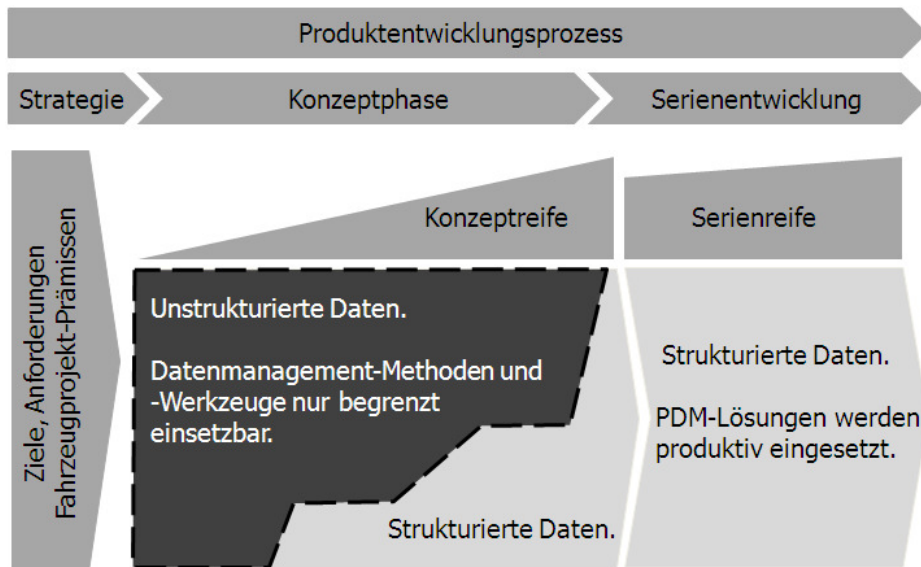 Produktentwicklungsprozess
Strategie
Konzeptphase
Serienentwicklung
Ziele, Anforderungen
Fahrzeugprojekt-Prämissen
Konzeptreife
Serienreife
Unstrukturierte Daten.
Datenmanagement-Methoden und
-Werkzeuge nur begrenzt
einsetzbar.
Strukturierte Daten.
Strukturierte Daten.
PDM-Lösungen werden
produktiv eingesetzt.